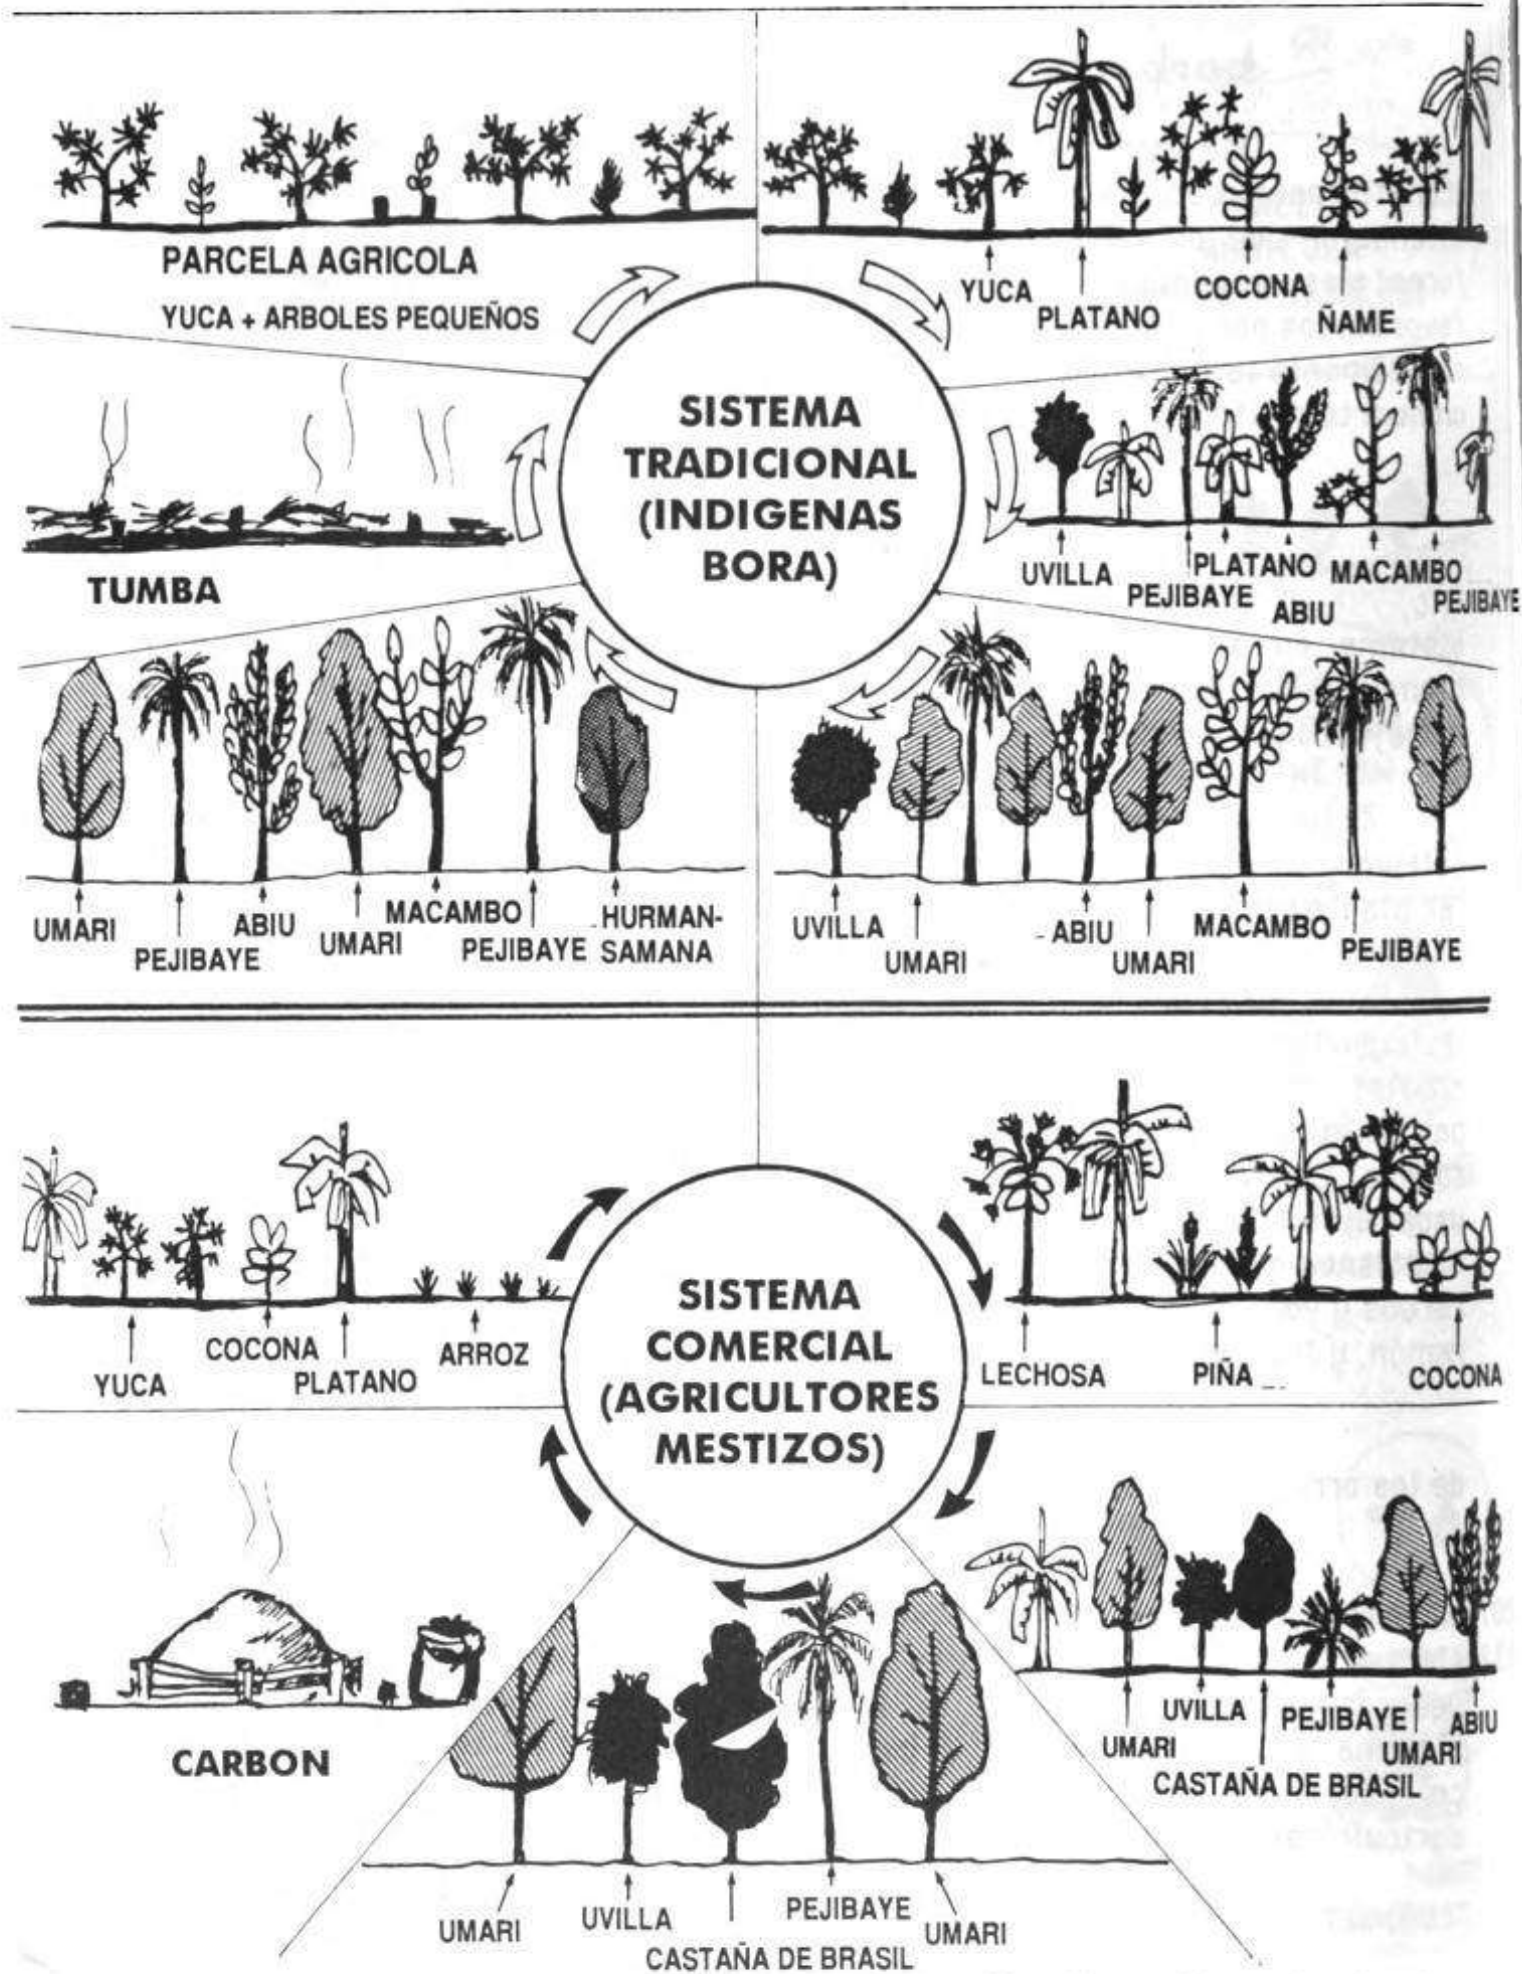 PARCELA AGRICOLA
YUCA + ARBOLES PEQUEÑOS
YUCA
PLATANO
COCONA
ÑAME
SISTEMA
TRADICIONAL
(INDIGENAS
BORA)
TUMBA
UVILLA
PEJIBAYE
PLATANO
ABIU
MACAMBO
PEJIBAYE
UMARI
PEJIBAYE
ABIU
UMARI
MACAMBO
PEJIBAYE
HURMAN-
SAMANA
UVILLA
UMARI
ABIU
UMARI
MACAMBO
PEJIBAYE
YUCA
COCONA
PLATANO
ARROZ
SISTEMA
COMERCIAL
(AGRICULTORES
MESTIZOS)
LECHOSA
PIÑA
COCONA
CARBON
UMARI
UVILLA
CASTAÑA DE BRASIL
PEJIBAYE
UMARI
ABIU
UMARI
UVILLA
CASTAÑA DE BRASIL
PEJIBAYE
UMARI